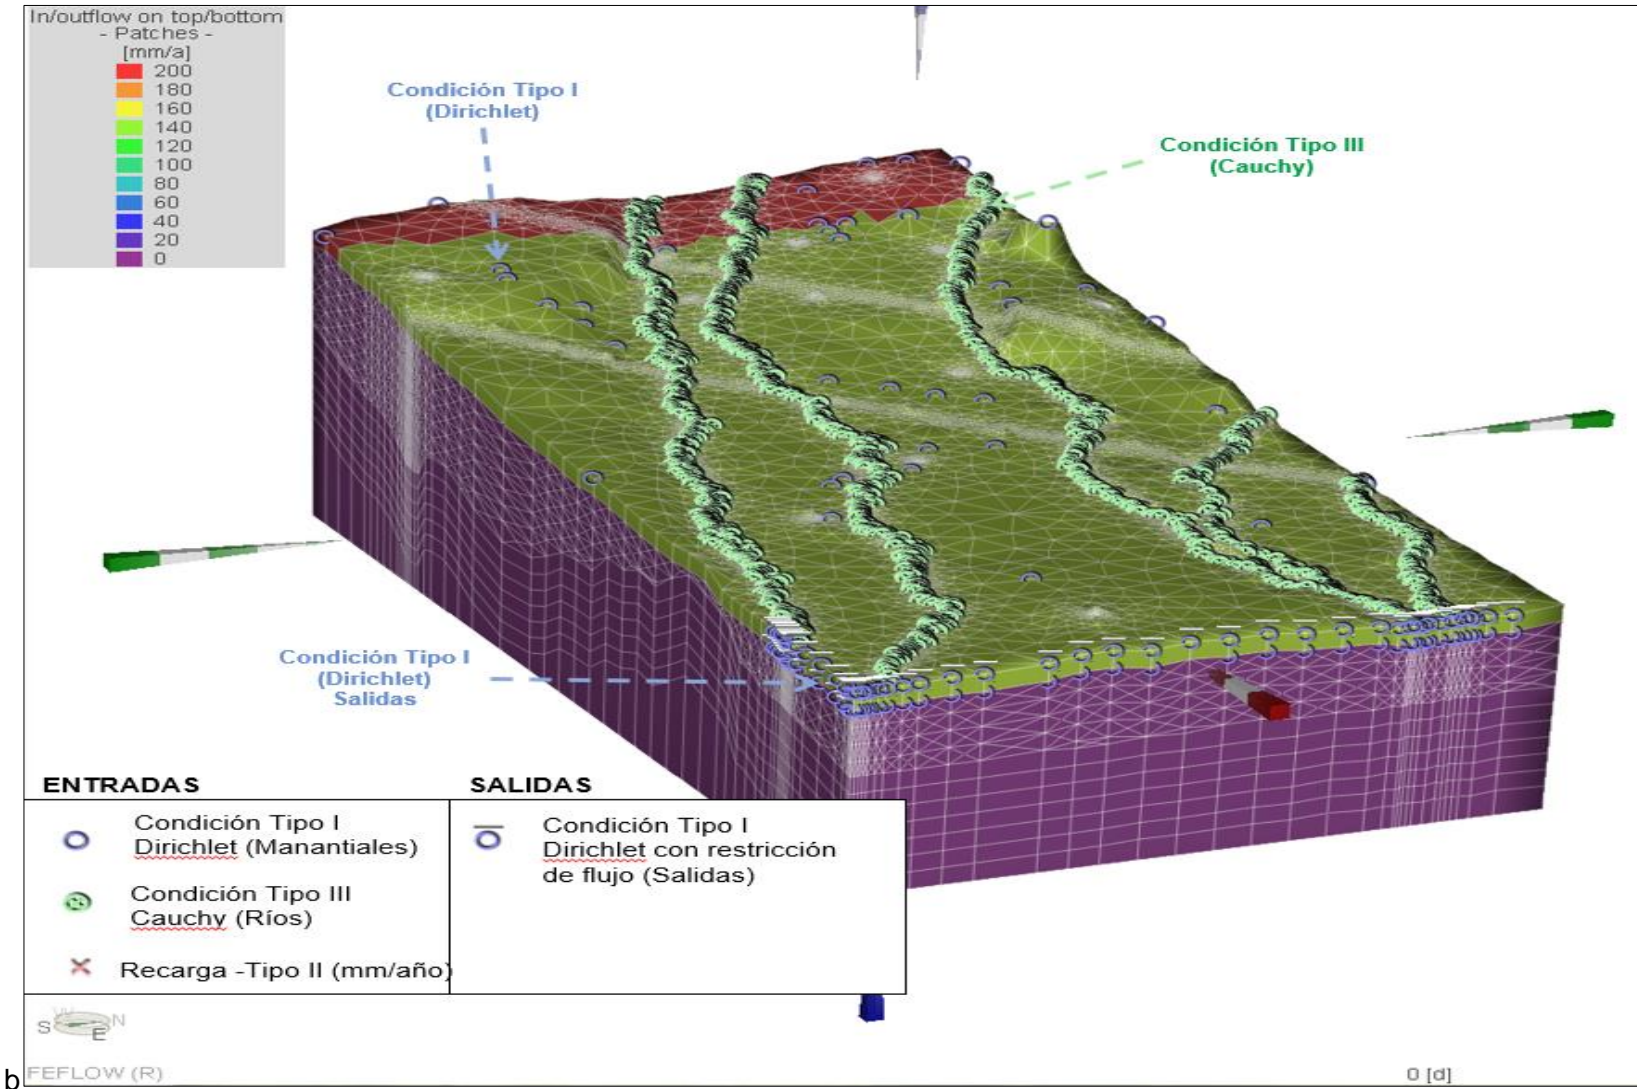 In/outflow on top/bottom
- Patches -
[mm/a]
200
180
160
140
120
100
80
60
40
20
0
Condición Tipo I
(Dirichlet)
Condición Tipo III
(Cauchy)
Condición Tipo I
(Dirichlet)
Salidas
ENTRADAS
Condición Tipo I
Dirichlet (Manantiales)
Condición Tipo III
Cauchy (Ríos)
Recarga -Tipo II (mm/año)
SALIDAS
Condición Tipo I
Dirichlet con restricción
de flujo (Salidas)
W
S N
E
b
FEFLOW (R)
0 [d]